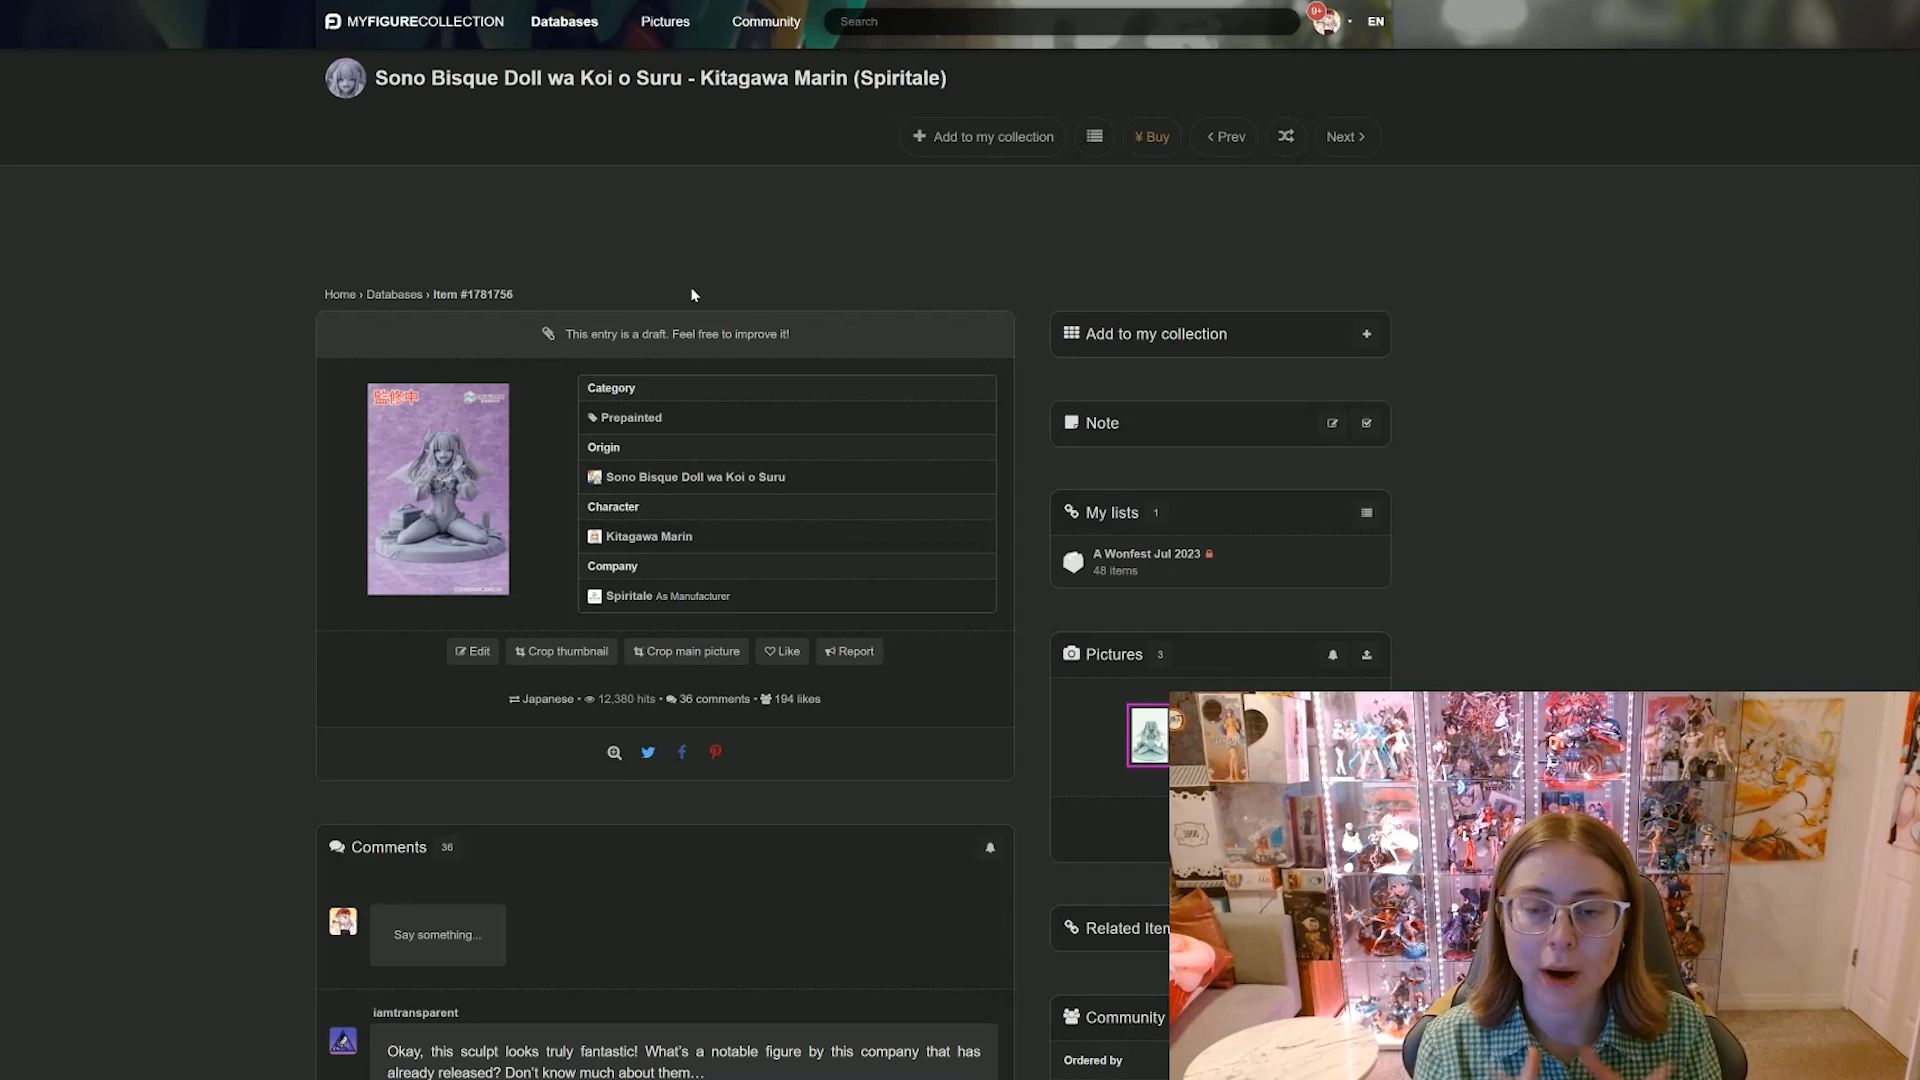 MYFIGURECOLLECTION Databases Pictures Community Search 9+ EN
Sono Bisque Doll wa Koi o Suru - Kitagawa Marin (Spiritale)
+ Add to my collection ¥ Buy < Prev Next >
Home › Databases › Item #1781756
This entry is a draft. Feel free to improve it!
監修中
Category
Prepainted
Origin
Sono Bisque Doll wa Koi o Suru
Character
Kitagawa Marin
Company
Spiritale As Manufacturer
Edit Crop thumbnail Crop main picture Like Report
Japanese • 12,380 hits • 36 comments • 194 likes
Comments 36
Say something...
iamtransparent
Okay, this sculpt looks truly fantastic! What's a notable figure by this company that has
already released? Don't know much about them...
Add to my collection +
Note
My lists 1
A Wonfest Jul 2023
48 items
Pictures 3
Related Iten
Community
Ordered by